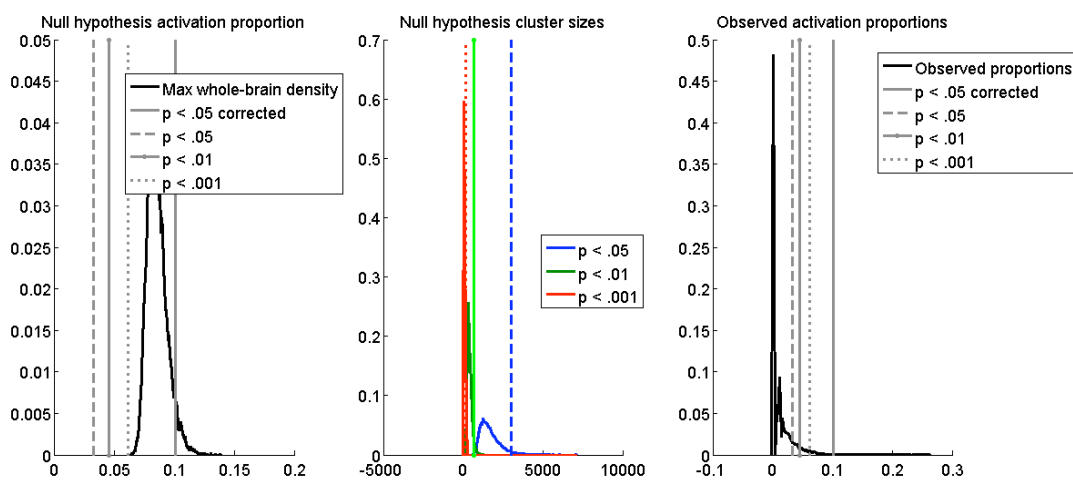 Null hypothesis activation proportion
0.05
0.045
0.04
0.035
0.03
0.025
0.02
0.015
0.01
0.005
0
0
0.05
0.1
0.15
0.2
Max whole-brain density
p < .05 corrected
p < .05
p < .01
p < .001
Null hypothesis cluster sizes
0.7
0.6
0.5
0.4
0.3
0.2
0.1
0
-5000
0
5000
10000
p < .05
p < .01
p < .001
Observed activation proportions
0.5
0.45
0.4
0.35
0.3
0.25
0.2
0.15
0.1
0.05
0
-0.1
0
0.1
0.2
0.3
Observed proportions
p < .05 corrected
p < .05
p < .01
p < .001